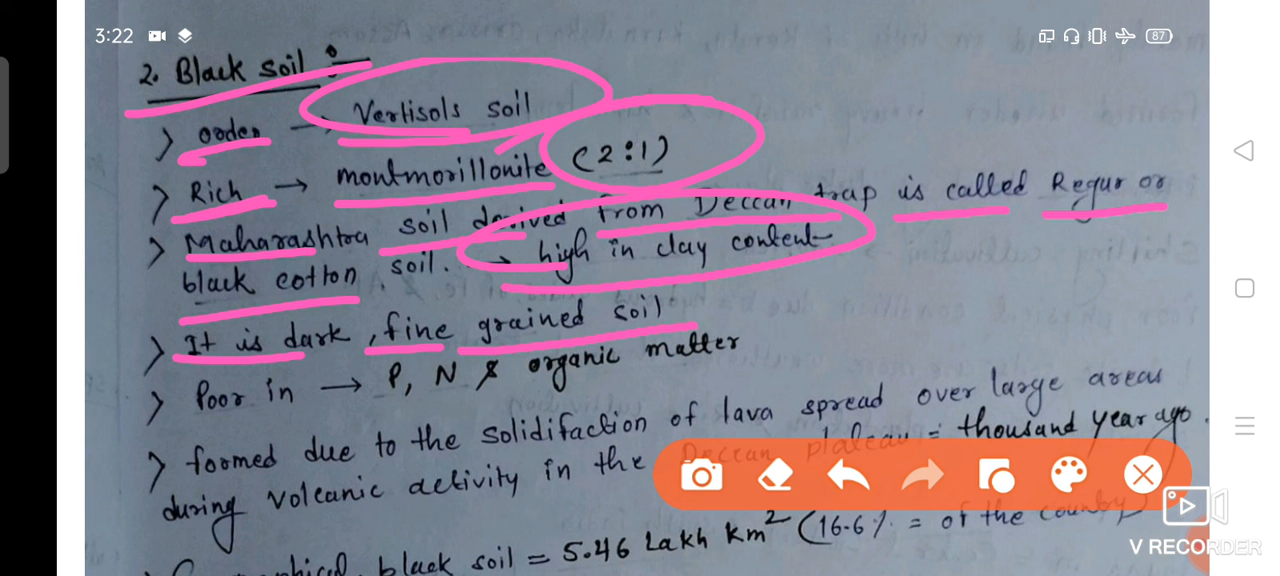 3:22
87
2. Black soil :-
> order → Vertisols soil
> Rich → montmorillonite (2:1)
> Maharashtra soil derived from Deccan trap is called Regur or
black cotton soil. → high in clay content
> It is dark, fine grained soil
> Poor in → P, N & organic matter
> formed due to the solidifaction of lava spread over large areas
during volcanic activity in the Deccan plateau = thousand year ago.
black soil = 5.46 Lakh km² (16.6% = of the country)
V RECORDER